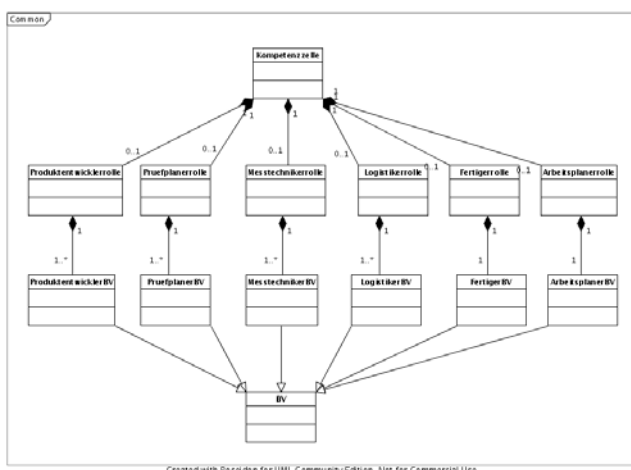 Common
Kompetenzzelle
1 1 1 1 1 1
0..1 0..1 0..1 0..1 0..1 0..1
Produktentwicklerrolle Pruefplanerrolle Messtechnikerrolle Logistikerrolle Fertigerrolle Arbeitsplanerrolle
1 1 1 1 1 1
1..* 1..* 1..* 1..* 1 1
ProduktentwicklerBV PruefplanerBV MesstechnikerBV LogistikerBV FertigerBV ArbeitsplanerBV
BV
Created with Poseidon for UML Community Edition. Not for Commercial Use.